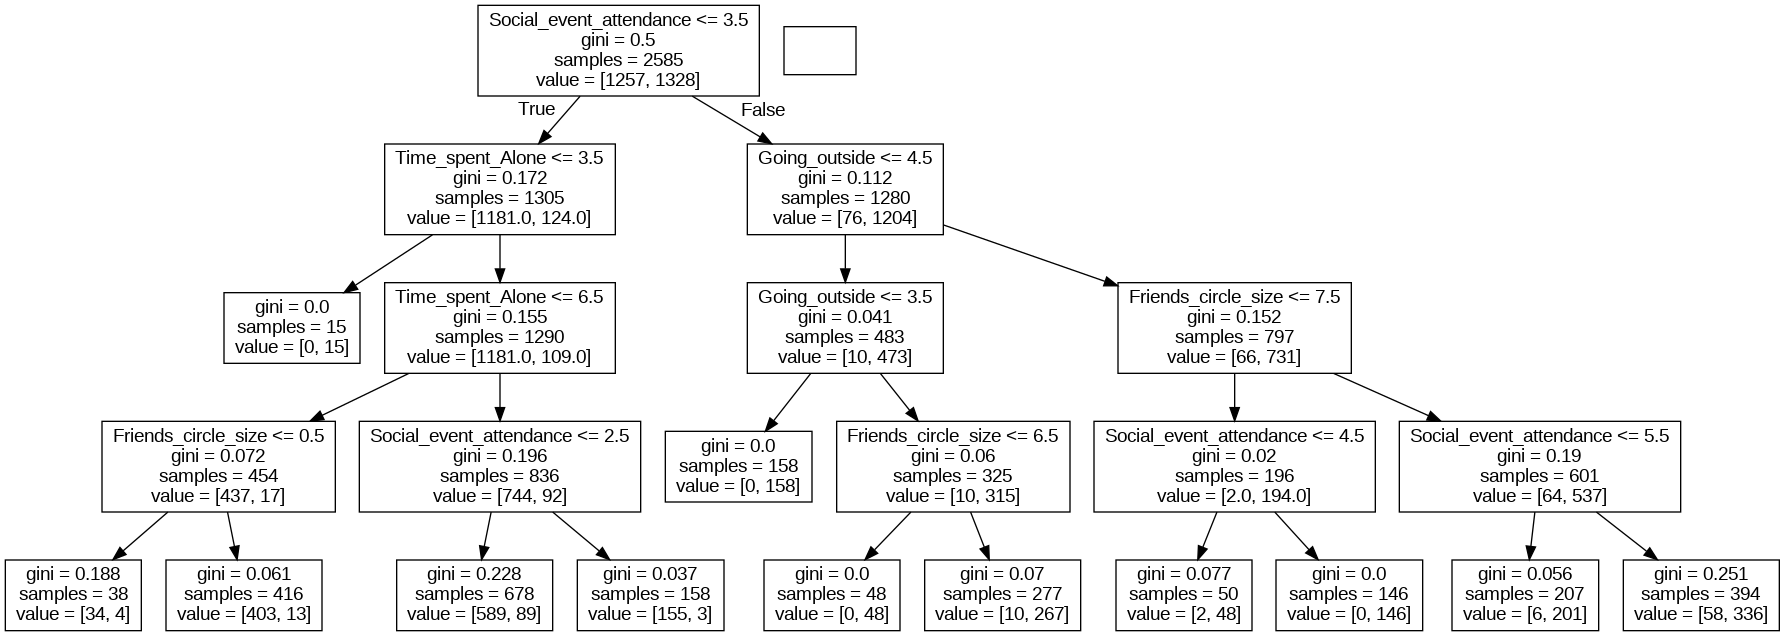 Social_event_attendance <= 3.5
gini = 0.5
samples = 2585
value = [1257, 1328]
True
False
Time_spent_Alone <= 3.5
gini = 0.172
samples = 1305
value = [1181.0, 124.0]
Going_outside <= 4.5
gini = 0.112
samples = 1280
value = [76, 1204]
gini = 0.0
samples = 15
value = [0, 15]
Time_spent_Alone <= 6.5
gini = 0.155
samples = 1290
value = [1181.0, 109.0]
Going_outside <= 3.5
gini = 0.041
samples = 483
value = [10, 473]
Friends_circle_size <= 7.5
gini = 0.152
samples = 797
value = [66, 731]
Friends_circle_size <= 0.5
gini = 0.072
samples = 454
value = [437, 17]
Social_event_attendance <= 2.5
gini = 0.196
samples = 836
value = [744, 92]
gini = 0.0
samples = 158
value = [0, 158]
Friends_circle_size <= 6.5
gini = 0.06
samples = 325
value = [10, 315]
Social_event_attendance <= 4.5
gini = 0.02
samples = 196
value = [2.0, 194.0]
Social_event_attendance <= 5.5
gini = 0.19
samples = 601
value = [64, 537]
gini = 0.188
samples = 38
value = [34, 4]
gini = 0.061
samples = 416
value = [403, 13]
gini = 0.228
samples = 678
value = [589, 89]
gini = 0.037
samples = 158
value = [155, 3]
gini = 0.0
samples = 48
value = [0, 48]
gini = 0.07
samples = 277
value = [10, 267]
gini = 0.077
samples = 50
value = [2, 48]
gini = 0.0
samples = 146
value = [0, 146]
gini = 0.056
samples = 207
value = [6, 201]
gini = 0.251
samples = 394
value = [58, 336]